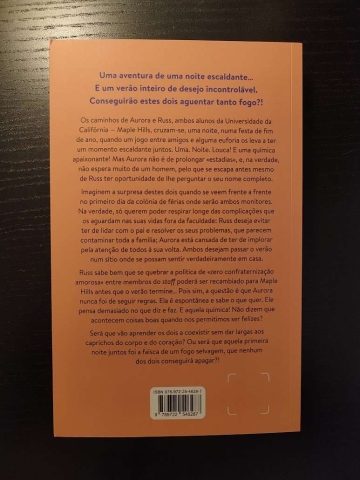 Uma aventura de uma noite escaldante...
E um verão inteiro de desejo incontrolável.
Conseguirão estes dois aguentar tanto fogo?!
Os caminhos de Aurora e Russ, ambos alunos da Universidade da
Califórnia – Maple Hills, cruzam-se, uma noite, numa festa de fim
de ano, quando um jogo entre amigos e alguma euforia os leva a ter
um momento escaldante juntos. Uma. Noite. Louca! E uma química
apaixonante! Mas Aurora não é de prolongar «estadias», e, na verdade,
não espera muito de um homem, pelo que se escapa antes mesmo
de Russ ter oportunidade de lhe perguntar o seu nome completo.
Imaginem a surpresa destes dois quando se veem frente a frente
no primeiro dia da colónia de férias onde serão ambos monitores.
Na verdade, só querem poder respirar longe das complicações que
os aguardam nas suas vidas fora da faculdade: Russ deseja evitar
ter de lidar com o pai e resolver os seus problemas, que parecem
contaminar toda a família; Aurora está cansada de ter de implorar
pela atenção de todos à sua volta. Ambos desejam passar o verão
num sítio onde se possam sentir verdadeiramente em casa.
Russ sabe bem que se quebrar a política de «zero confraternização
amorosa» entre membros do staff poderá ser recambiado para Maple
Hills antes que o verão termine... Pois sim, a questão é que Aurora
nunca foi de seguir regras. Ela é espontânea e sabe o que quer. Ele
pensa demasiado no que diz e faz. E aquela química! Não dizem que
acontecem coisas boas quando nos permitimos ser felizes?
Será que vão aprender os dois a coexistir sem dar largas aos
caprichos do corpo e do coração? Ou será que aquela primeira
noite juntos foi a faísca de um fogo selvagem, que nenhum
dos dois conseguirá apagar?!